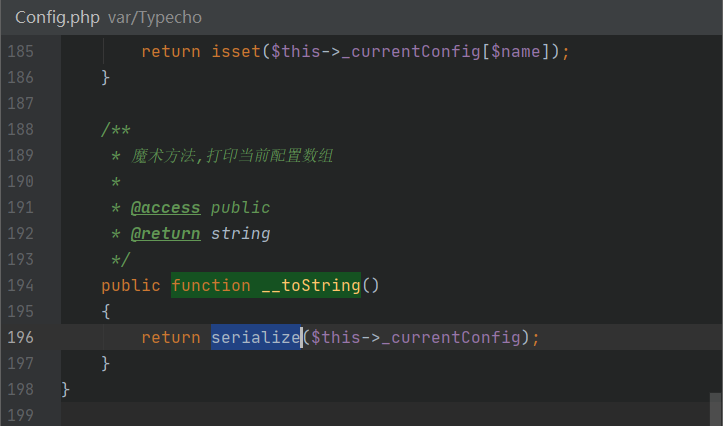 Config.php var/Typecho
185 return isset($this->_currentConfig[$name]);
186 }
187
188 /**
189 * 魔术方法,打印当前配置数组
190 *
191 * @access public
192 * @return string
193 */
194 public function __toString()
195 {
196 return serialize($this->_currentConfig);
197 }
198 }
199